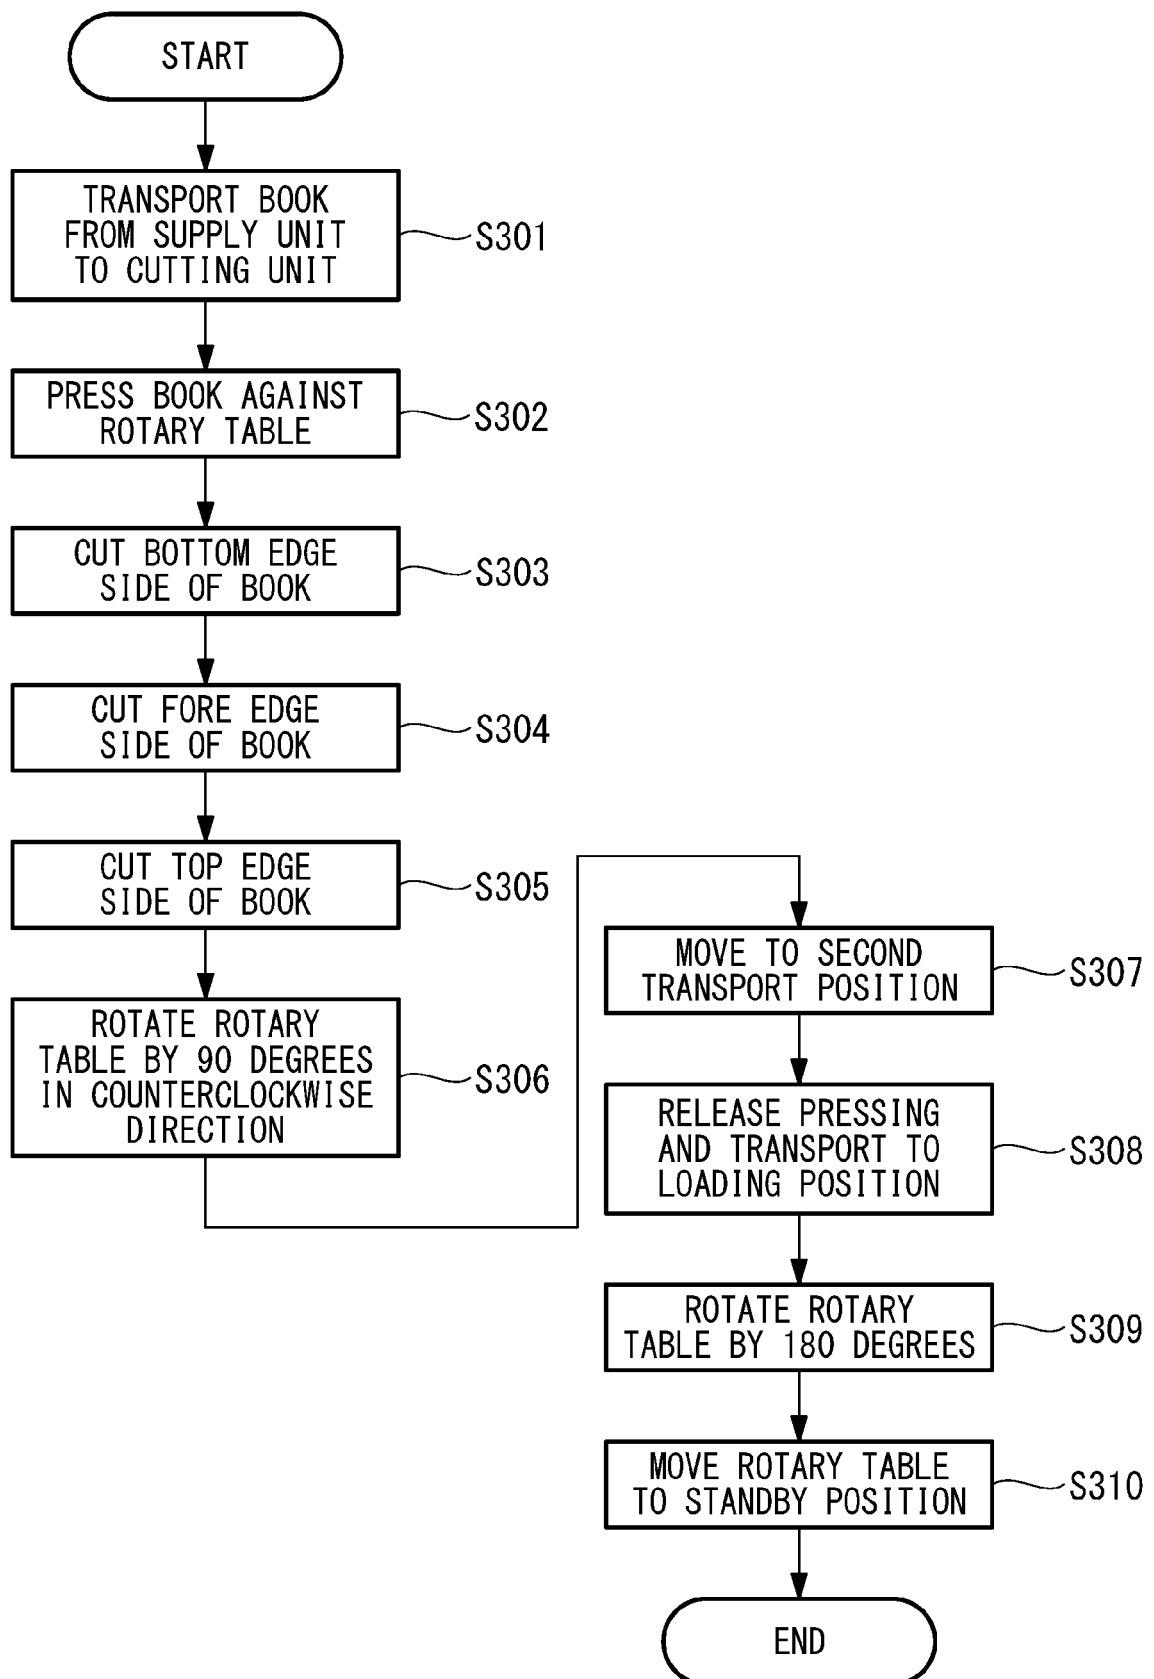 START
TRANSPORT BOOK
FROM SUPPLY UNIT
TO CUTTING UNIT
S301
PRESS BOOK AGAINST
ROTARY TABLE
S302
CUT BOTTOM EDGE
SIDE OF BOOK
S303
CUT FORE EDGE
SIDE OF BOOK
S304
CUT TOP EDGE
SIDE OF BOOK
S305
ROTATE ROTARY
TABLE BY 90 DEGREES
IN COUNTERCLOCKWISE
DIRECTION
S306
MOVE TO SECOND
TRANSPORT POSITION
S307
RELEASE PRESSING
AND TRANSPORT TO
LOADING POSITION
S308
ROTATE ROTARY
TABLE BY 180 DEGREES
S309
MOVE ROTARY TABLE
TO STANDBY POSITION
S310
END